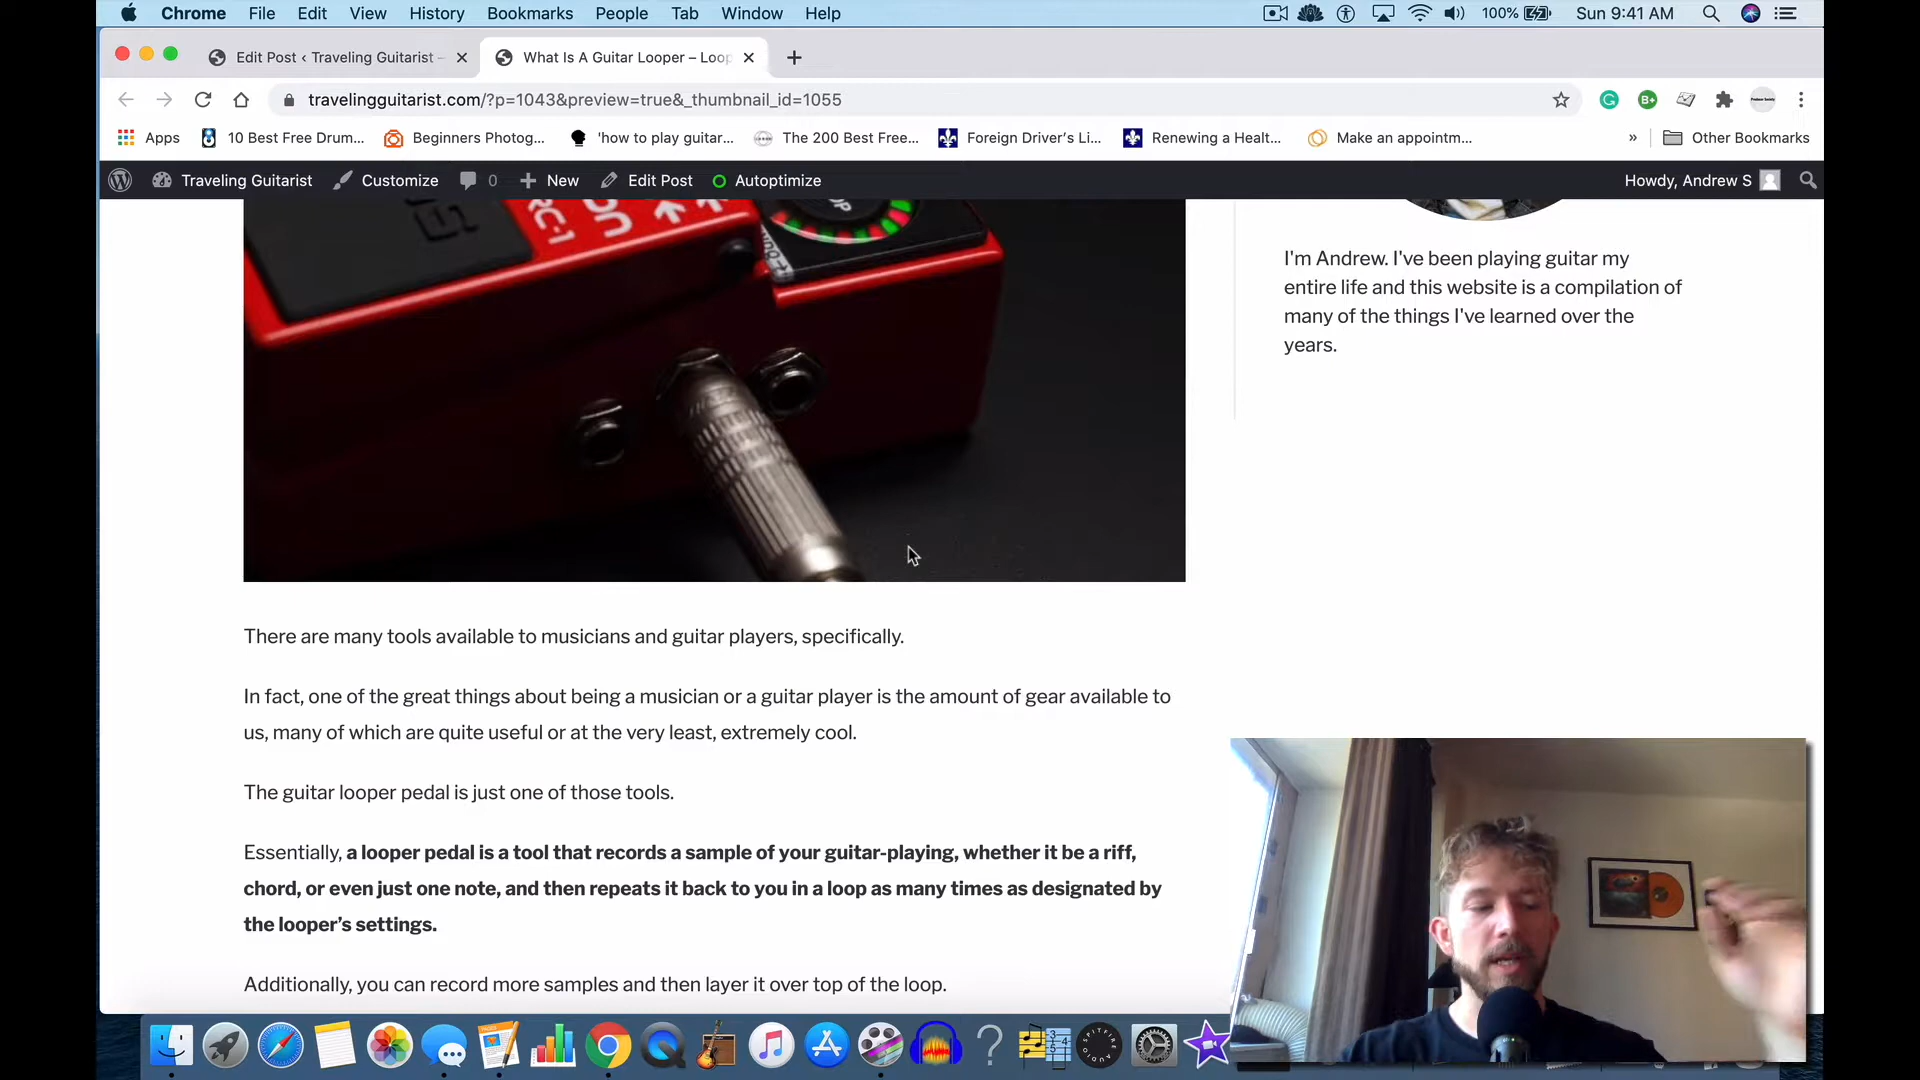 Chrome File Edit View History Bookmarks People Tab Window Help 100% Sun 9:41 AM
Edit Post ‹ Traveling Guitarist – What Is A Guitar Looper – Loop
travelingguitarist.com/?p=1043&preview=true&_thumbnail_id=1055
Apps 10 Best Free Drum... Beginners Photog... 'how to play guitar... The 200 Best Free... Foreign Driver's Li... Renewing a Healt... Make an appointm... » Other Bookmarks
Traveling Guitarist Customize 0 New Edit Post Autoptimize Howdy, Andrew S
RC-1
on
I'm Andrew. I've been playing guitar my
entire life and this website is a compilation of
many of the things I've learned over the
years.
There are many tools available to musicians and guitar players, specifically.
In fact, one of the great things about being a musician or a guitar player is the amount of gear available to
us, many of which are quite useful or at the very least, extremely cool.
The guitar looper pedal is just one of those tools.
Essentially, a looper pedal is a tool that records a sample of your guitar-playing, whether it be a riff,
chord, or even just one note, and then repeats it back to you in a loop as many times as designated by
the looper’s settings.
Additionally, you can record more samples and then layer it over top of the loop.
SPITFIRE AUDIO